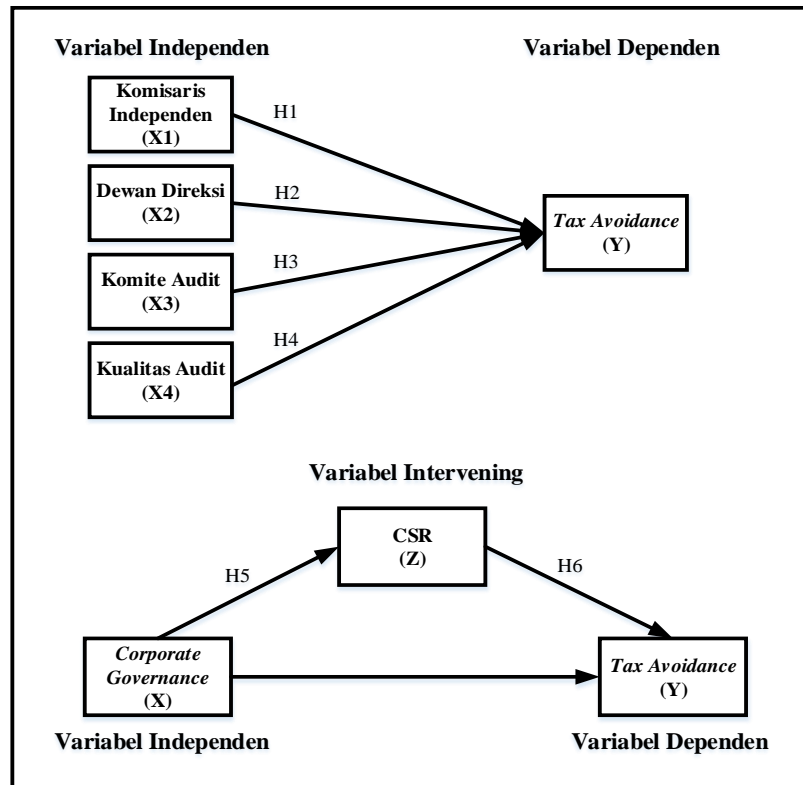 Variabel Independen
Variabel Dependen
Komisaris
Independen
(X1)
H1
Dewan Direksi
(X2)
H2
Komite Audit
(X3)
H3
Kualitas Audit
(X4)
H4
Tax Avoidance
(Y)
Variabel Intervening
CSR
(Z)
H5
H6
Corporate
Governance
(X)
Tax Avoidance
(Y)
Variabel Independen
Variabel Dependen